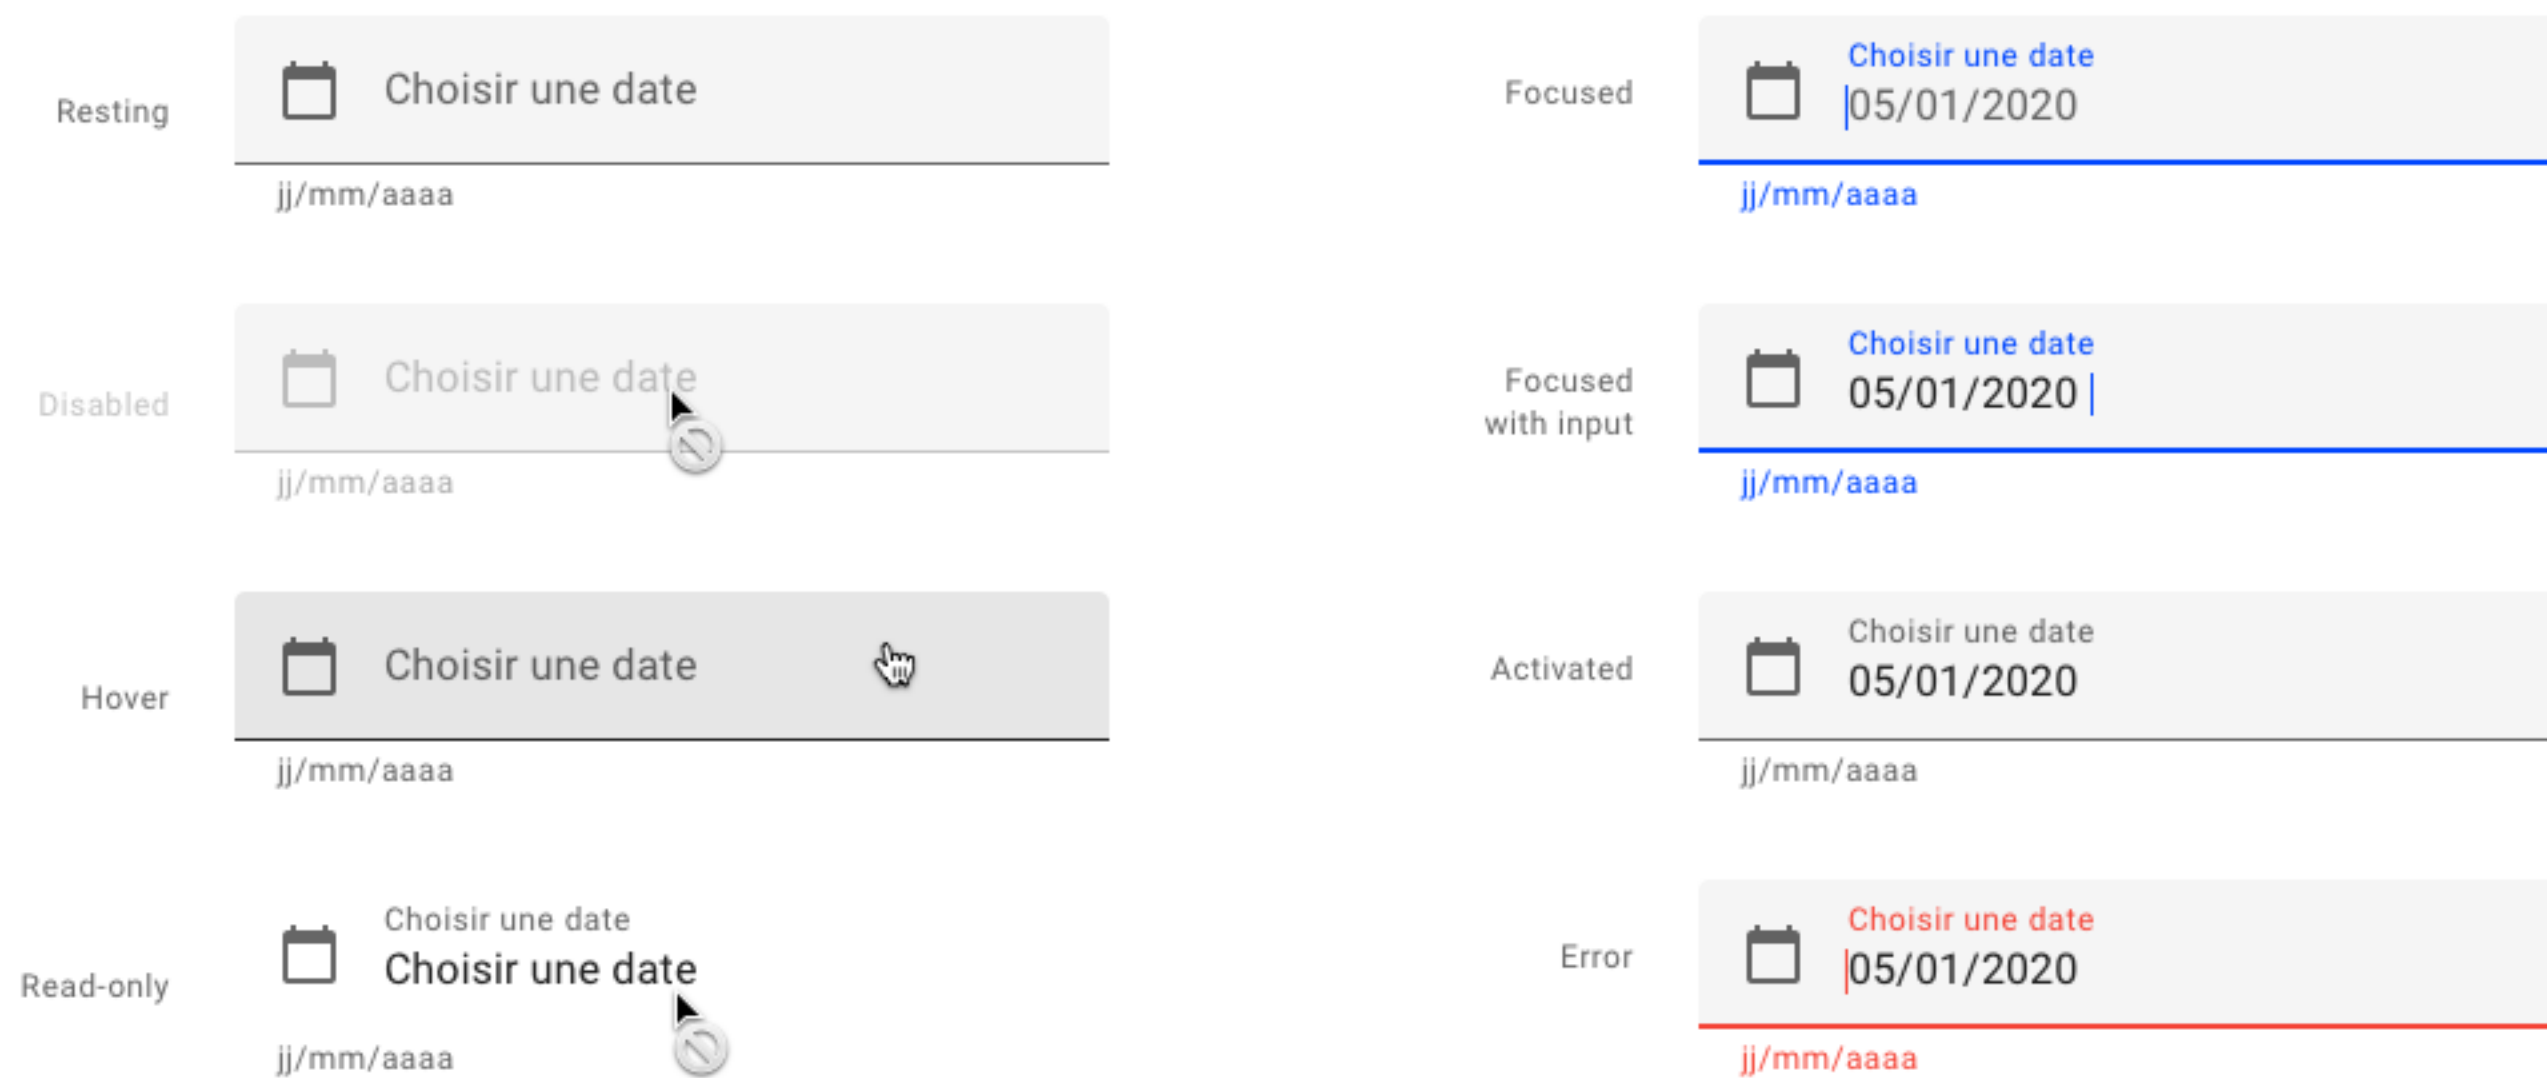 Resting
Choisir une date
jj/mm/aaaa
Disabled
Choisir une date
jj/mm/aaaa
Hover
Choisir une date
jj/mm/aaaa
Read-only
Choisir une date
Choisir une date
jj/mm/aaaa
Focused
Choisir une date
05/01/2020
jj/mm/aaaa
Focused
with input
Choisir une date
05/01/2020
jj/mm/aaaa
Activated
Choisir une date
05/01/2020
jj/mm/aaaa
Error
Choisir une date
05/01/2020
jj/mm/aaaa